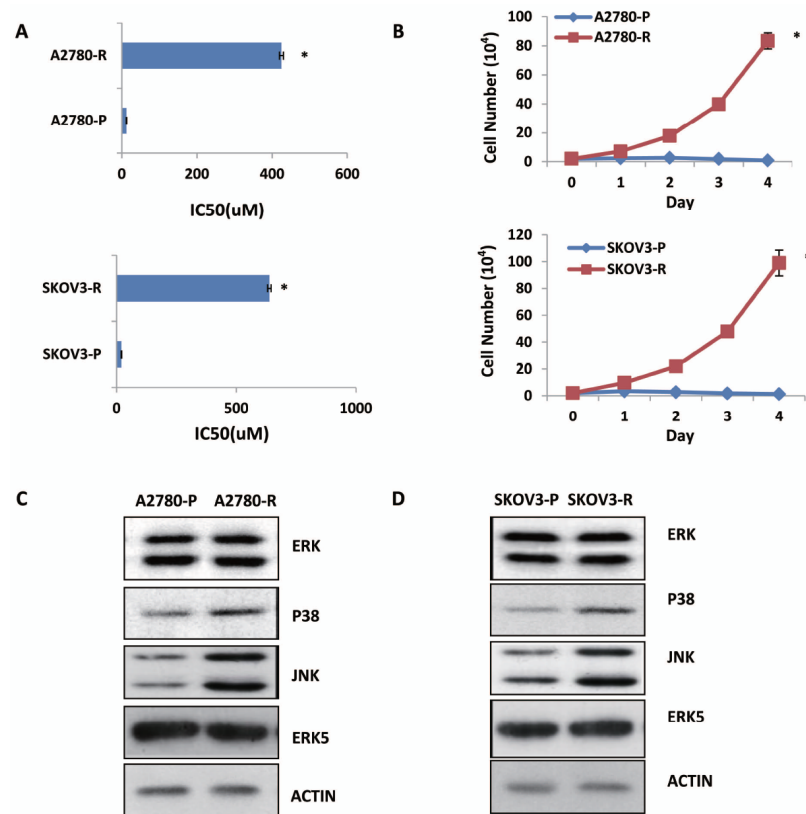 A
A2780-R
*
A2780-P
0 200 400 600
IC50(uM)
SKOV3-R
*
SKOV3-P
0 500 1000
IC50(uM)
B
A2780-P
A2780-R
*
100
80
60
40
20
0
Cell Number (10⁴)
0 1 2 3 4
Day
SKOV3-P
SKOV3-R
120
100
80
60
40
20
0
Cell Number (10⁴)
0 1 2 3 4
Day
C
A2780-P A2780-R
ERK
P38
JNK
ERK5
ACTIN
D
SKOV3-P SKOV3-R
ERK
P38
JNK
ERK5
ACTIN